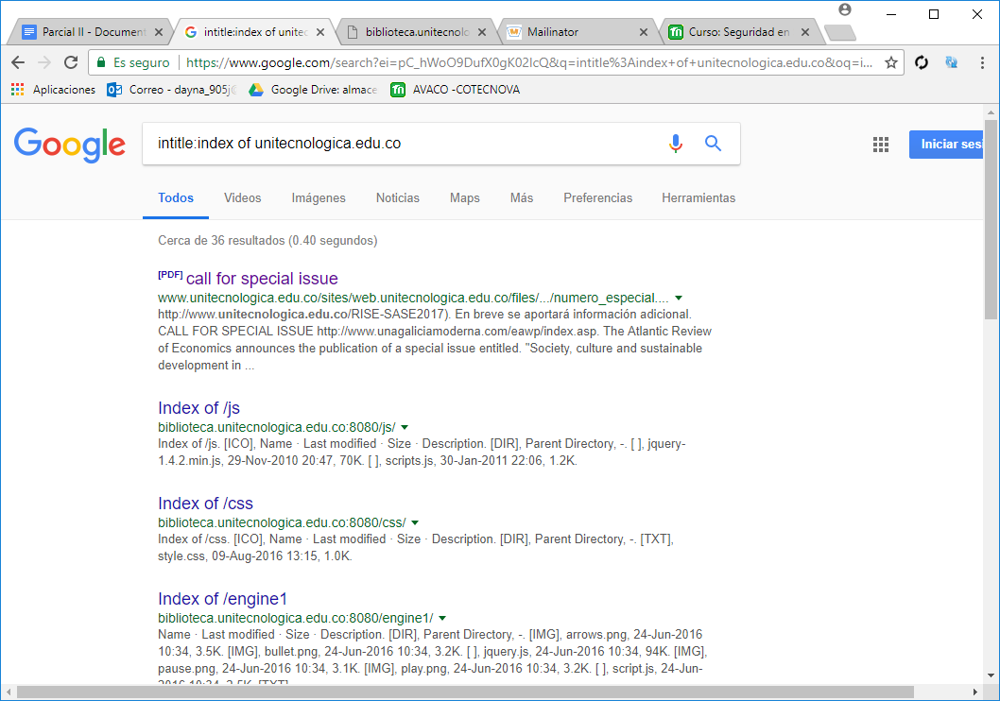 Parcial II - Document
intitle:index of unitec
biblioteca.unitecnolo
Mailinator
Curso: Seguridad en
Es seguro
https://www.google.com/search?ei=pC_hWoO9DufX0gK02IcQ&q=intitle%3Aindex+of+unitecnologica.edu.co&oq=i...
Aplicaciones
Correo - dayna_905j@
Google Drive: almace
AVACO -COTECNOVA
Google
intitle:index of unitecnologica.edu.co
Iniciar sesi
Todos
Videos
Imágenes
Noticias
Maps
Más
Preferencias
Herramientas
Cerca de 36 resultados (0.40 segundos)
[PDF] call for special issue
www.unitecnologica.edu.co/sites/web.unitecnologica.edu.co/files/.../numero_especial....
http://www.unitecnologica.edu.co/RISE-SASE2017). En breve se aportará información adicional.
CALL FOR SPECIAL ISSUE http://www.unagaliciamoderna.com/eawp/index.asp. The Atlantic Review
of Economics announces the publication of a special issue entitled. "Society, culture and sustainable
development in ...
Index of /js
biblioteca.unitecnologica.edu.co:8080/js/
Index of /js. [ICO], Name · Last modified · Size · Description. [DIR], Parent Directory, -. [ ], jquery-
1.4.2.min.js, 29-Nov-2010 20:47, 70K. [ ], scripts.js, 30-Jan-2011 22:06, 1.2K.
Index of /css
biblioteca.unitecnologica.edu.co:8080/css/
Index of /css. [ICO], Name · Last modified · Size · Description. [DIR], Parent Directory, -. [TXT],
style.css, 09-Aug-2016 13:15, 1.0K.
Index of /engine1
biblioteca.unitecnologica.edu.co:8080/engine1/
Name · Last modified · Size · Description. [DIR], Parent Directory, -. [IMG], arrows.png, 24-Jun-2016
10:34, 3.5K. [IMG], bullet.png, 24-Jun-2016 10:34, 3.2K. [ ], jquery.js, 24-Jun-2016 10:34, 94K. [IMG],
pause.png, 24-Jun-2016 10:34, 3.1K. [IMG], play.png, 24-Jun-2016 10:34, 3.2K. [ ], script.js, 24-Jun-
2016 10:34, 2.5K. [TXT]